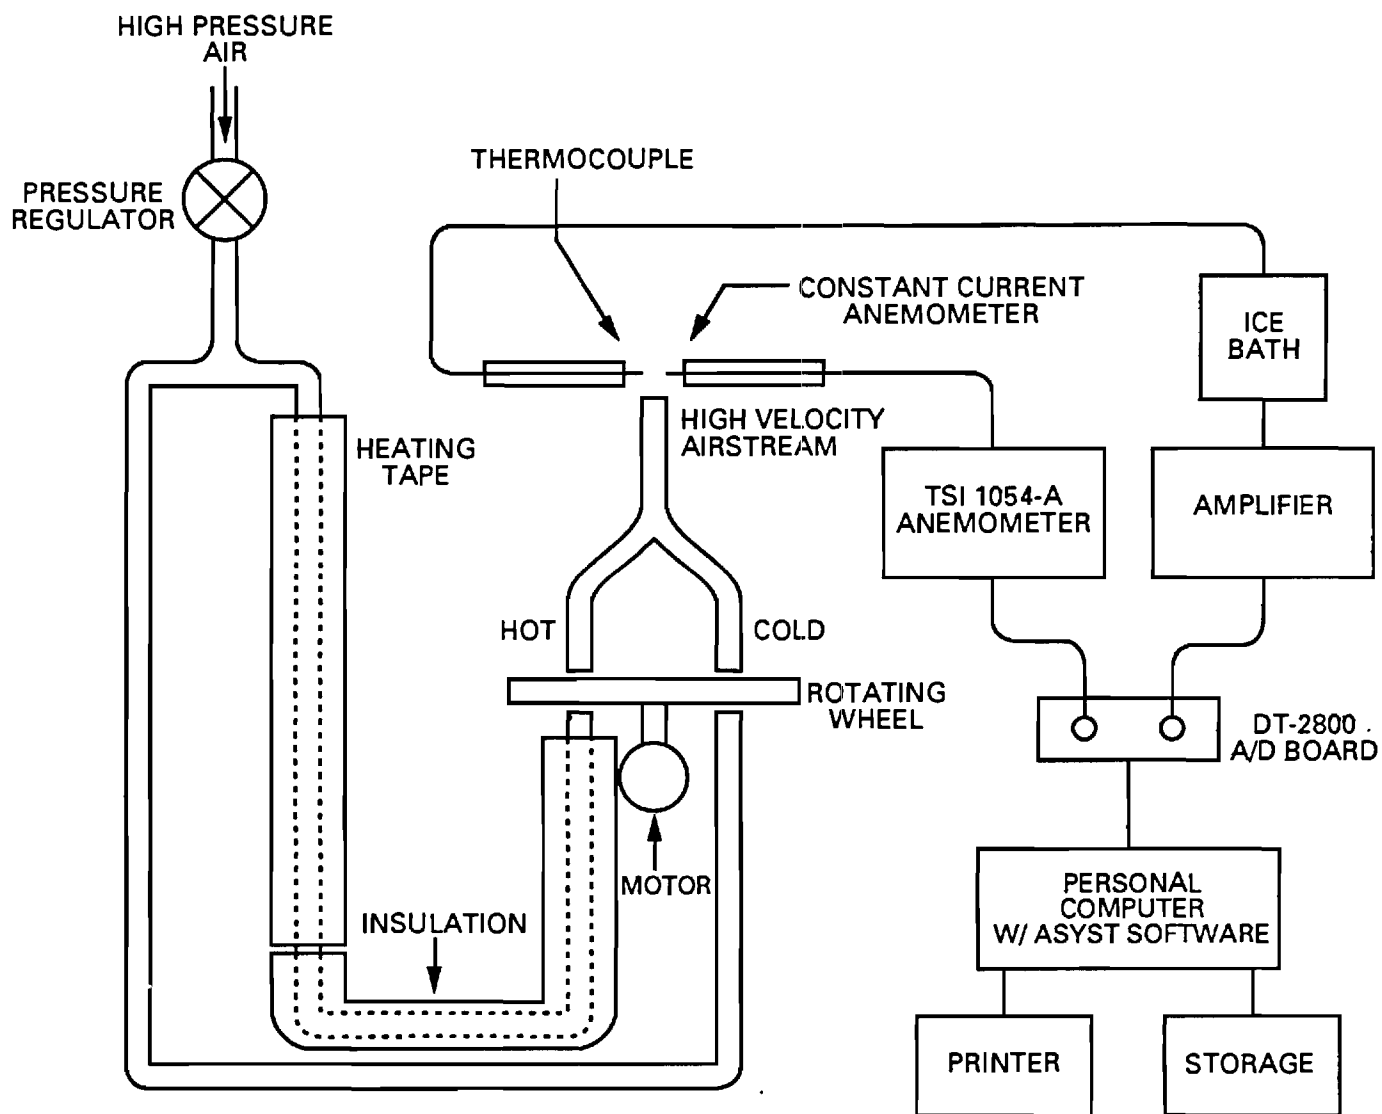 HIGH PRESSURE
AIR
PRESSURE
REGULATOR
THERMOCOUPLE
CONSTANT CURRENT
ANEMOMETER
ICE
BATH
HIGH VELOCITY
AIRSTREAM
HEATING
TAPE
TSI 1054-A
ANEMOMETER
AMPLIFIER
HOT
COLD
ROTATING
WHEEL
DT-2800
A/D BOARD
MOTOR
INSULATION
PERSONAL
COMPUTER
W/ ASYST SOFTWARE
PRINTER
STORAGE